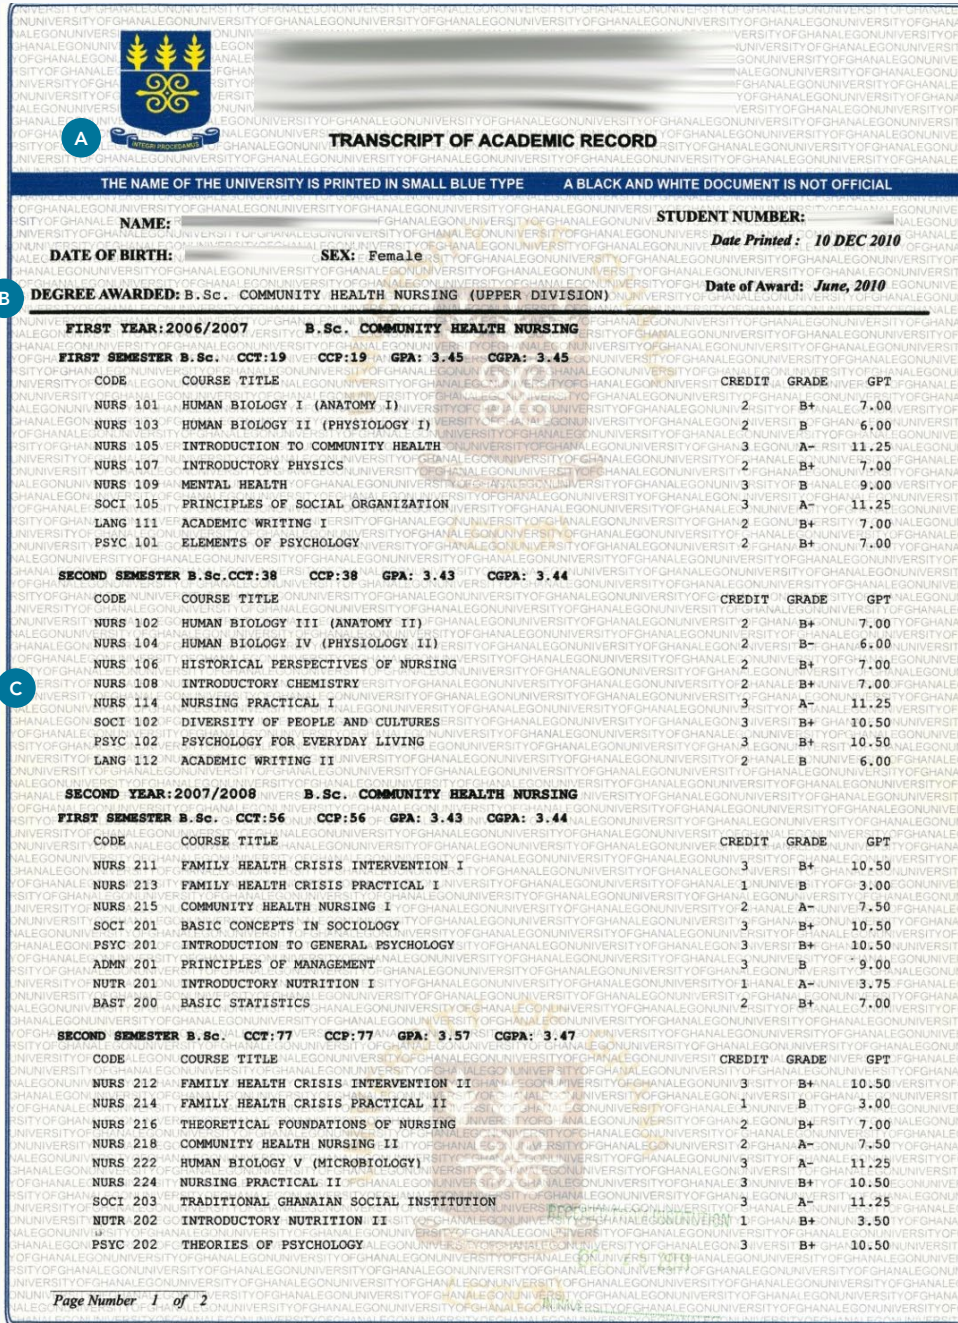 INTEGRI PROCEDAMUS
A
TRANSCRIPT OF ACADEMIC RECORD
THE NAME OF THE UNIVERSITY IS PRINTED IN SMALL BLUE TYPE A BLACK AND WHITE DOCUMENT IS NOT OFFICIAL
NAME: STUDENT NUMBER:
Date Printed : 10 DEC 2010
DATE OF BIRTH: SEX: Female
B
DEGREE AWARDED: B.Sc. COMMUNITY HEALTH NURSING (UPPER DIVISION) Date of Award: June, 2010
FIRST YEAR:2006/2007 B.Sc. COMMUNITY HEALTH NURSING
FIRST SEMESTER B.Sc. CCT:19 CCP:19 GPA: 3.45 CGPA: 3.45
CODE COURSE TITLE CREDIT GRADE GPT
NURS 101 HUMAN BIOLOGY I (ANATOMY I) 2 B+ 7.00
NURS 103 HUMAN BIOLOGY II (PHYSIOLOGY I) 2 B 6.00
NURS 105 INTRODUCTION TO COMMUNITY HEALTH 3 A- 11.25
NURS 107 INTRODUCTORY PHYSICS 2 B+ 7.00
NURS 109 MENTAL HEALTH 3 B 9.00
SOCI 105 PRINCIPLES OF SOCIAL ORGANIZATION 3 A- 11.25
LANG 111 ACADEMIC WRITING I 2 B+ 7.00
PSYC 101 ELEMENTS OF PSYCHOLOGY 2 B+ 7.00
SECOND SEMESTER B.Sc.CCT:38 CCP:38 GPA: 3.43 CGPA: 3.44
CODE COURSE TITLE CREDIT GRADE GPT
NURS 102 HUMAN BIOLOGY III (ANATOMY II) 2 B+ 7.00
NURS 104 HUMAN BIOLOGY IV (PHYSIOLOGY II) 2 B- 6.00
NURS 106 HISTORICAL PERSPECTIVES OF NURSING 2 B+ 7.00
C
NURS 108 INTRODUCTORY CHEMISTRY 2 B+ 7.00
NURS 114 NURSING PRACTICAL I 3 A- 11.25
SOCI 102 DIVERSITY OF PEOPLE AND CULTURES 3 B+ 10.50
PSYC 102 PSYCHOLOGY FOR EVERYDAY LIVING 3 B+ 10.50
LANG 112 ACADEMIC WRITING II 2 B 6.00
SECOND YEAR:2007/2008 B.Sc. COMMUNITY HEALTH NURSING
FIRST SEMESTER B.Sc. CCT:56 CCP:56 GPA: 3.43 CGPA: 3.44
CODE COURSE TITLE CREDIT GRADE GPT
NURS 211 FAMILY HEALTH CRISIS INTERVENTION I 3 B+ 10.50
NURS 213 FAMILY HEALTH CRISIS PRACTICAL I 1 B 3.00
NURS 215 COMMUNITY HEALTH NURSING I 2 A- 7.50
SOCI 201 BASIC CONCEPTS IN SOCIOLOGY 3 B+ 10.50
PSYC 201 INTRODUCTION TO GENERAL PSYCHOLOGY 3 B+ 10.50
ADMN 201 PRINCIPLES OF MANAGEMENT 3 B 9.00
NUTR 201 INTRODUCTORY NUTRITION I 1 A- 3.75
BAST 200 BASIC STATISTICS 2 B+ 7.00
SECOND SEMESTER B.Sc. CCT:77 CCP:77 GPA: 3.57 CGPA: 3.47
CODE COURSE TITLE CREDIT GRADE GPT
NURS 212 FAMILY HEALTH CRISIS INTERVENTION II 3 B+ 10.50
NURS 214 FAMILY HEALTH CRISIS PRACTICAL II 1 B 3.00
NURS 216 THEORETICAL FOUNDATIONS OF NURSING 2 B+ 7.00
NURS 218 COMMUNITY HEALTH NURSING II 2 A- 7.50
NURS 222 HUMAN BIOLOGY V (MICROBIOLOGY) 3 A- 11.25
NURS 224 NURSING PRACTICAL II 3 B+ 10.50
SOCI 203 TRADITIONAL GHANAIAN SOCIAL INSTITUTION 3 A- 11.25
NUTR 202 INTRODUCTORY NUTRITION II 1 B+ 3.50
PSYC 202 THEORIES OF PSYCHOLOGY 3 B+ 10.50
Page Number 1 of 2